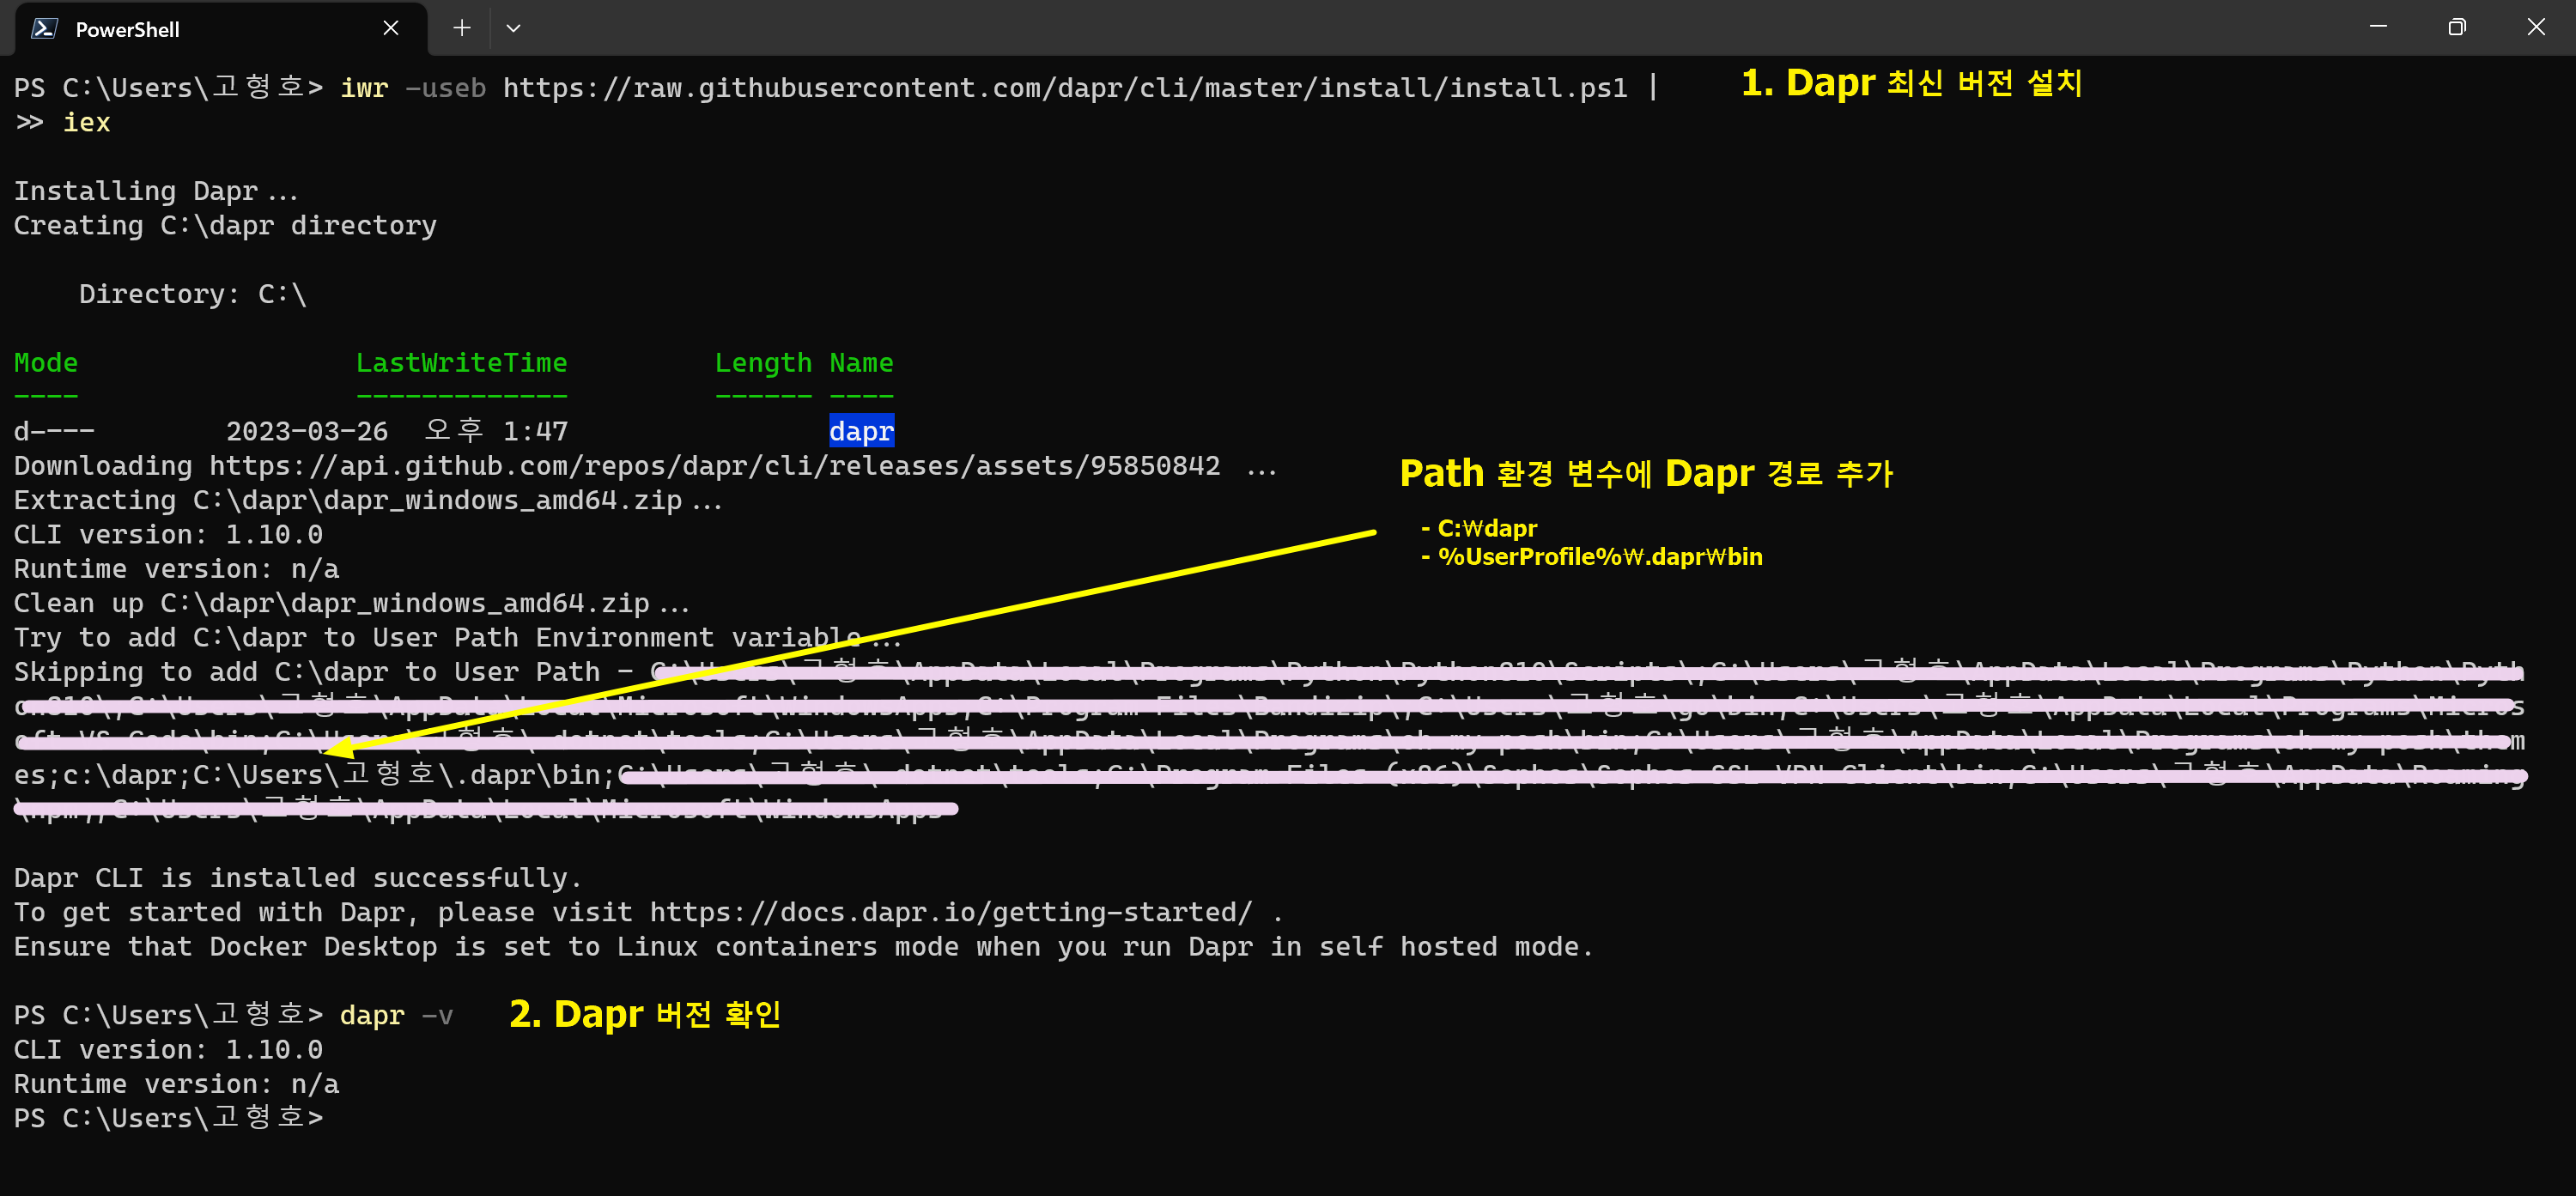 PowerShell
PS C:\Users\고형호> iwr -useb https://raw.githubusercontent.com/dapr/cli/master/install/install.ps1 |
1. Dapr 최신 버전 설치
>> iex
Installing Dapr...
Creating C:\dapr directory
Directory: C:\
Mode LastWriteTime Length Name
---- ------------- ------ ----
d---- 2023-03-26 오후 1:47 dapr
Downloading https://api.github.com/repos/dapr/cli/releases/assets/95850842 ...
Path 환경 변수에 Dapr 경로 추가
Extracting C:\dapr\dapr_windows_amd64.zip...
CLI version: 1.10.0
- C:₩dapr
- %UserProfile%₩.dapr₩bin
Runtime version: n/a
Clean up C:\dapr\dapr_windows_amd64.zip...
Try to add C:\dapr to User Path Environment variable...
Skipping to add C:\dapr to User Path -
es;c:\dapr;C:\Users\고형호\.dapr\bin;
Dapr CLI is installed successfully.
To get started with Dapr, please visit https://docs.dapr.io/getting-started/ .
Ensure that Docker Desktop is set to Linux containers mode when you run Dapr in self hosted mode.
PS C:\Users\고형호> dapr -v
2. Dapr 버전 확인
CLI version: 1.10.0
Runtime version: n/a
PS C:\Users\고형호>